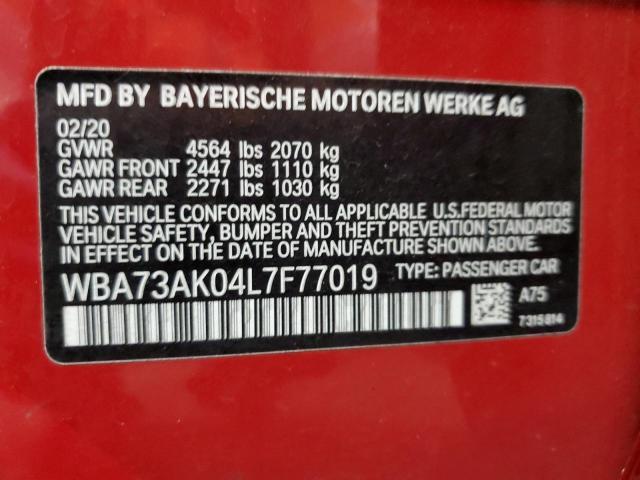 MFD BY BAYERISCHE MOTOREN WERKE AG
02/20
GVWR 4564 lbs 2070 kg
GAWR FRONT 2447 lbs 1110 kg
GAWR REAR 2271 lbs 1030 kg
THIS VEHICLE CONFORMS TO ALL APPLICABLE U.S.FEDERAL MOTOR
VEHICLE SAFETY, BUMPER AND THEFT PREVENTION STANDARDS
IN EFFECT ON THE DATE OF MANUFACTURE SHOWN ABOVE.
WBA73AK04L7F77019 TYPE: PASSENGER CAR
A75
7315814